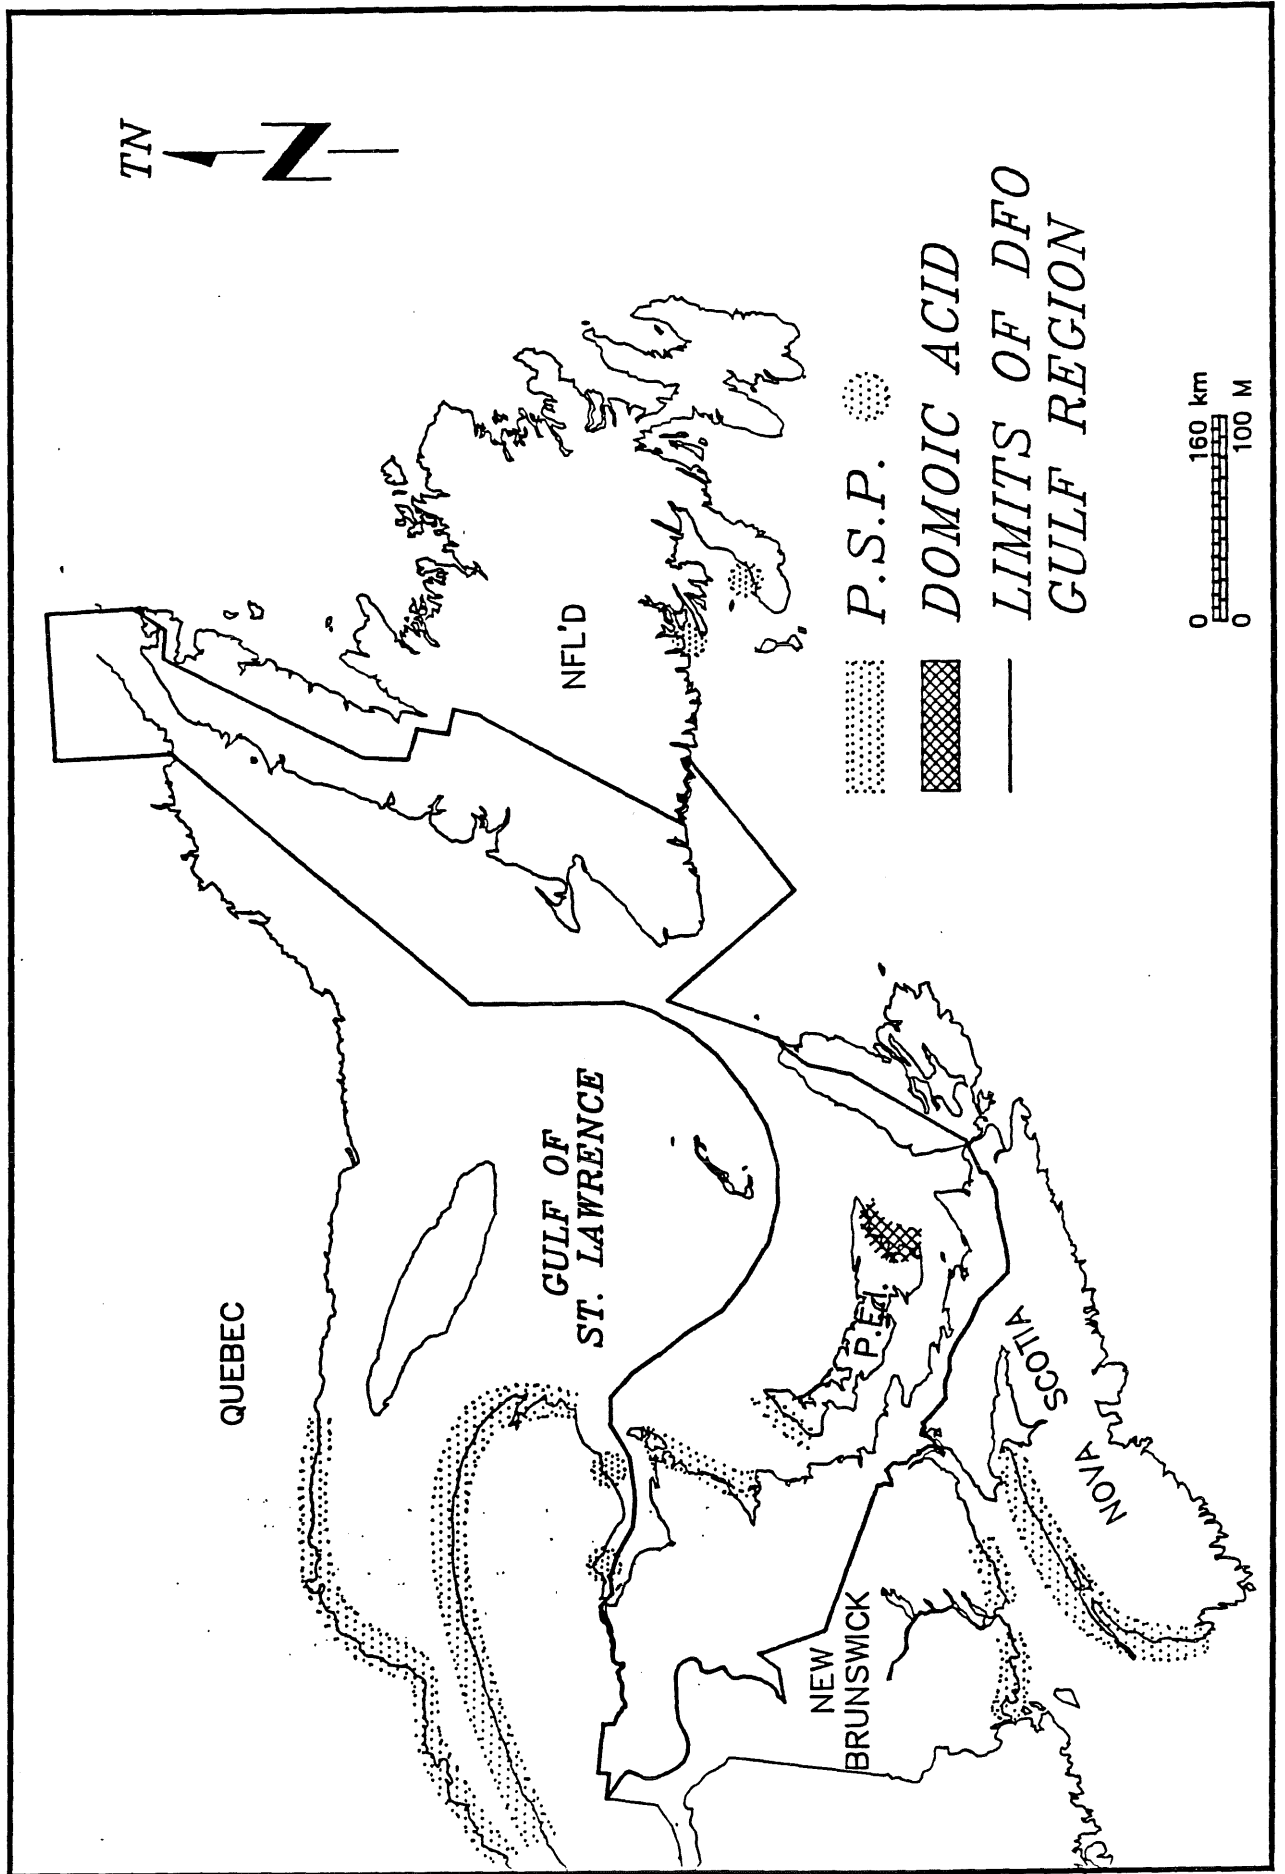 TN
N
QUEBEC
GULF OF
ST. LAWRENCE
NFL'D
P.E.I.
NEW
BRUNSWICK
NOVA
SCOTIA
P.S.P.
DOMOIC ACID
LIMITS OF DFO
GULF REGION
0 160 km
0 100 M